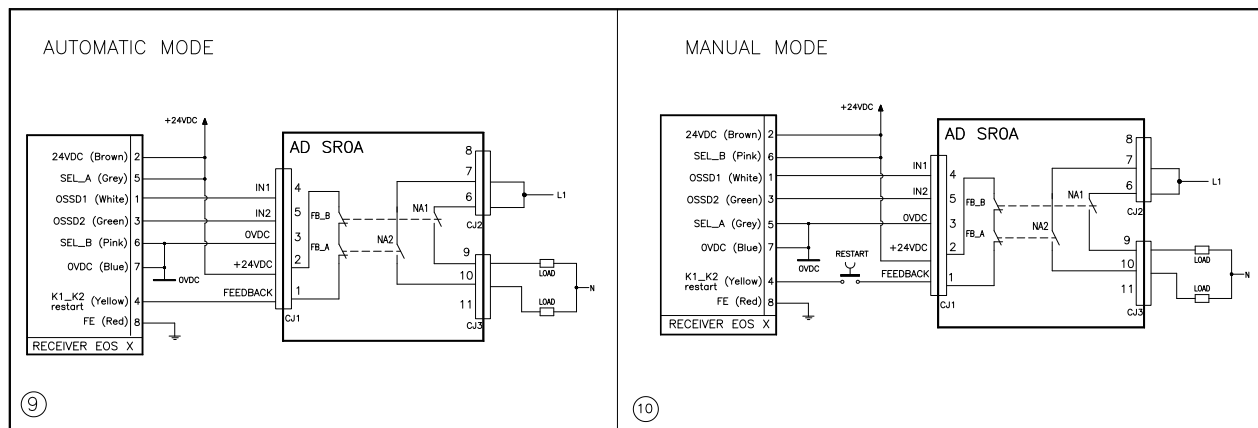 AUTOMATIC MODE
+24VDC
24VDC (Brown) 2
SEL_A (Grey) 5
OSSD1 (White) 1
OSSD2 (Green) 3
SEL_B (Pink) 6
0VDC (Blue) 7
K1_K2 (Yellow) 4
restart
FE (Red) 8
RECEIVER EOS X
0VDC
IN1
IN2
0VDC
+24VDC
FEEDBACK
AD SR0A
4
5
3
2
1
CJ1
FB_B
FB_A
NA1
NA2
8
7
6
CJ2
9
10
11
CJ3
L1
LOAD
LOAD
N
9
MANUAL MODE
+24VDC
24VDC (Brown) 2
SEL_B (Pink) 6
OSSD1 (White) 1
OSSD2 (Green) 3
SEL_A (Grey) 5
0VDC (Blue) 7
K1_K2 (Yellow) 4
restart
FE (Red) 8
RECEIVER EOS X
0VDC
RESTART
IN1
IN2
0VDC
+24VDC
FEEDBACK
AD SR0A
4
5
3
2
1
CJ1
FB_B
FB_A
NA1
NA2
8
7
6
CJ2
9
10
11
CJ3
L1
LOAD
LOAD
N
10